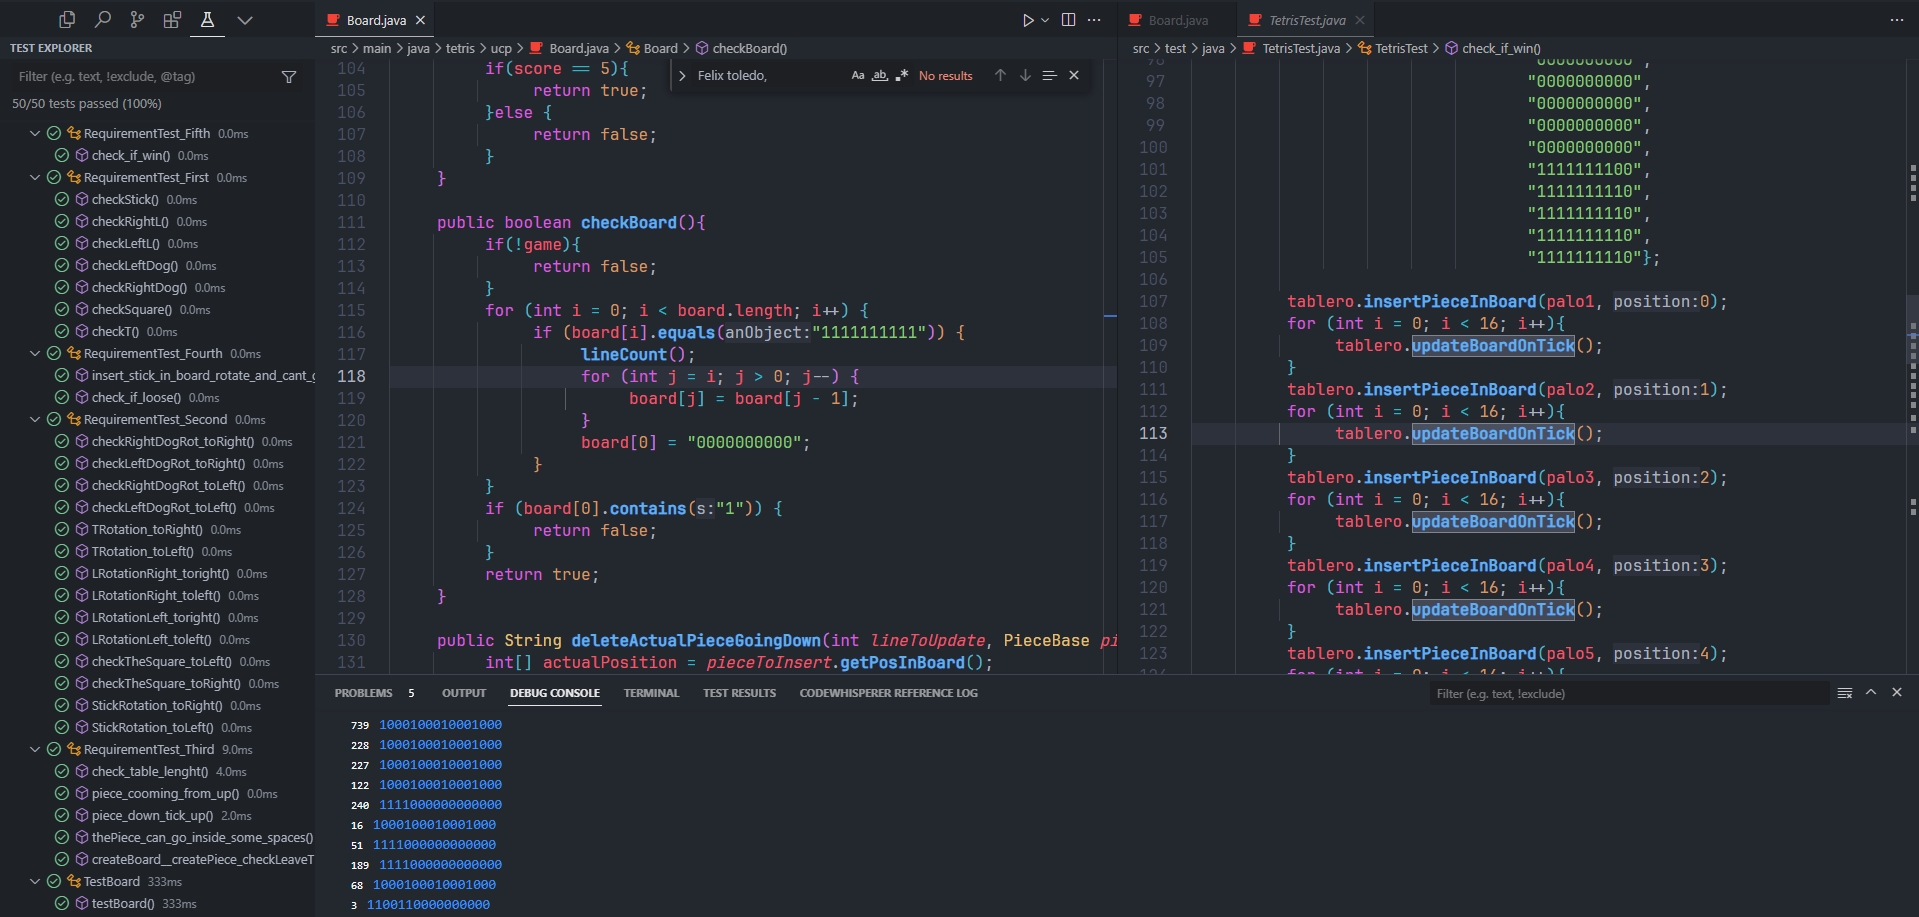 TEST EXPLORER
Filter (e.g. text, !exclude, @tag)
50/50 tests passed (100%)
RequirementTest_Fifth 0.0ms
check_if_win() 0.0ms
RequirementTest_First 0.0ms
checkStick() 0.0ms
checkRightL() 0.0ms
checkLeftL() 0.0ms
checkLeftDog() 0.0ms
checkRightDog() 0.0ms
checkSquare() 0.0ms
checkT() 0.0ms
RequirementTest_Fourth 0.0ms
insert_stick_in_board_rotate_and_cant_g
check_if_loose() 0.0ms
RequirementTest_Second 0.0ms
checkRightDogRot_toRight() 0.0ms
checkLeftDogRot_toRight() 0.0ms
checkRightDogRot_toLeft() 0.0ms
checkLeftDogRot_toLeft() 0.0ms
TRotation_toRight() 0.0ms
TRotation_toLeft() 0.0ms
LRotationRight_toright() 0.0ms
LRotationRight_toleft() 0.0ms
LRotationLeft_toright() 0.0ms
LRotationLeft_toleft() 0.0ms
checkTheSquare_toLeft() 0.0ms
checkTheSquare_toRight() 0.0ms
StickRotation_toRight() 0.0ms
StickRotation_toLeft() 0.0ms
RequirementTest_Third 9.0ms
check_table_lenght() 4.0ms
piece_cooming_from_up() 0.0ms
piece_down_tick_up() 2.0ms
thePiece_can_go_inside_some_spaces()
createBoard__createPiece_checkLeaveT
TestBoard 333ms
testBoard() 333ms
Board.java
src > main > java > tetris > ucp > Board.java > Board > checkBoard()
Felix toledo,
Aa ab .* No results
104 if(score == 5){
105 return true;
106 }else {
107 return false;
108 }
109 }
110
111 public boolean checkBoard(){
112 if(!game){
113 return false;
114 }
115 for (int i = 0; i < board.length; i++) {
116 if (board[i].equals(anObject:"1111111111")) {
117 lineCount();
118 for (int j = i; j > 0; j--) {
119 board[j] = board[j - 1];
120 }
121 board[0] = "0000000000";
122 }
123 }
124 if (board[0].contains(s:"1")) {
125 return false;
126 }
127 return true;
128 }
129
130 public String deleteActualPieceGoingDown(int lineToUpdate, PieceBase pi
131 int[] actualPosition = pieceToInsert.getPosInBoard();
Board.java TetrisTest.java
src > test > java > TetrisTest.java > TetrisTest > check_if_win()
96 "0000000000",
97 "0000000000",
98 "0000000000",
99 "0000000000",
100 "0000000000",
101 "1111111100",
102 "1111111110",
103 "1111111110",
104 "1111111110",
105 "1111111110"};
106
107 tablero.insertPieceInBoard(palo1, position:0);
108 for (int i = 0; i < 16; i++){
109 tablero.updateBoardOnTick();
110 }
111 tablero.insertPieceInBoard(palo2, position:1);
112 for (int i = 0; i < 16; i++){
113 tablero.updateBoardOnTick();
114 }
115 tablero.insertPieceInBoard(palo3, position:2);
116 for (int i = 0; i < 16; i++){
117 tablero.updateBoardOnTick();
118 }
119 tablero.insertPieceInBoard(palo4, position:3);
120 for (int i = 0; i < 16; i++){
121 tablero.updateBoardOnTick();
122 }
123 tablero.insertPieceInBoard(palo5, position:4);
124 for (int i = 0; i < 16; i++){
PROBLEMS 5 OUTPUT DEBUG CONSOLE TERMINAL TEST RESULTS CODEWHISPERER REFERENCE LOG
Filter (e.g. text, !exclude)
739 1000100010001000
228 1000100010001000
227 1000100010001000
122 1000100010001000
240 1111000000000000
16 1000100010001000
51 1111000000000000
189 1111000000000000
68 1000100010001000
3 1100110000000000